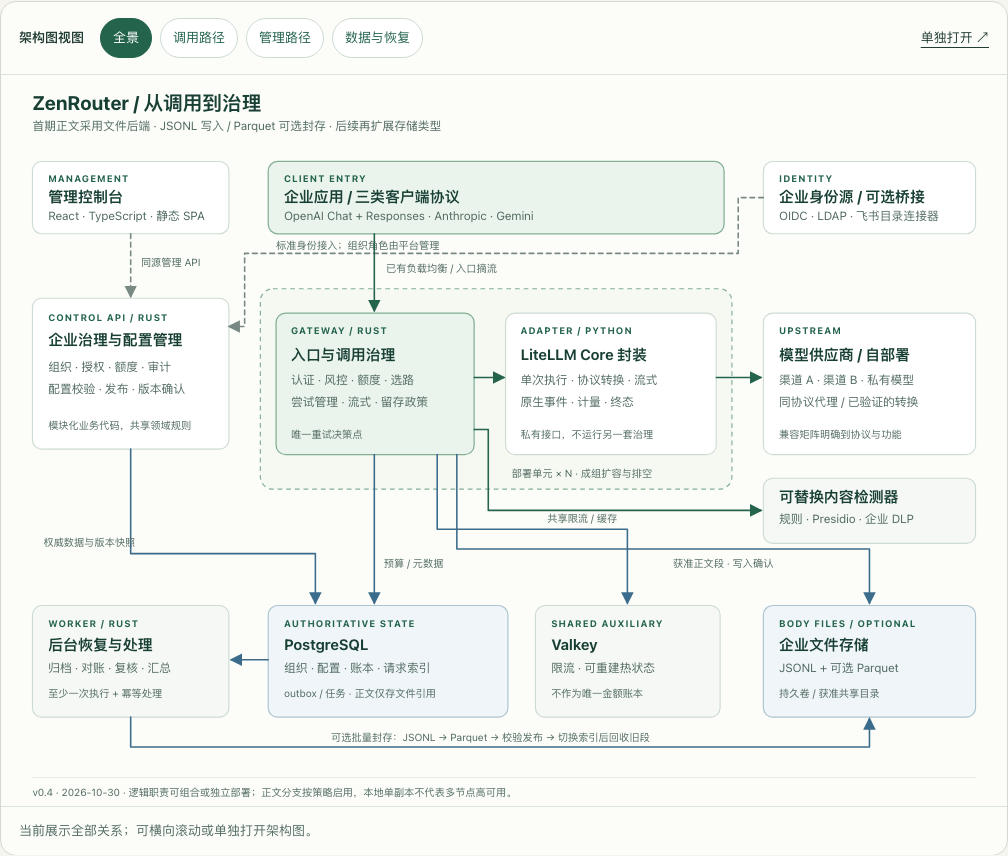 架构图视图
全景
调用路径
管理路径
数据与恢复
单独打开 ↗
ZenRouter / 从调用到治理
首期正文采用文件后端 · JSONL 写入 / Parquet 可选封存 · 后续再扩展存储类型
MANAGEMENT
管理控制台
React · TypeScript · 静态 SPA
CLIENT ENTRY
企业应用 / 三类客户端协议
OpenAI Chat + Responses · Anthropic · Gemini
IDENTITY
企业身份源 / 可选桥接
OIDC · LDAP · 飞书目录连接器
标准身份接入；组织角色由平台管理
同源管理 API
已有负载均衡 / 入口摘流
CONTROL API / RUST
企业治理与配置管理
组织 · 授权 · 额度 · 审计
配置校验 · 发布 · 版本确认
模块化业务代码，共享领域规则
GATEWAY / RUST
入口与调用治理
认证 · 风控 · 额度 · 选路
尝试管理 · 流式 · 留存政策
唯一重试决策点
ADAPTER / PYTHON
LiteLLM Core 封装
单次执行 · 协议转换 · 流式
原生事件 · 计量 · 终态
私有接口，不运行另一套治理
UPSTREAM
模型供应商 / 自部署
渠道 A · 渠道 B · 私有模型
同协议代理 / 已验证的转换
兼容矩阵明确到协议与功能
部署单元 × N · 成组扩容与排空
可替换内容检测器
规则 · Presidio · 企业 DLP
共享限流 / 缓存
权威数据与版本快照
预算 / 元数据
获准正文段 · 写入确认
WORKER / RUST
后台恢复与处理
归档 · 对账 · 复核 · 汇总
至少一次执行 + 幂等处理
AUTHORITATIVE STATE
PostgreSQL
组织 · 配置 · 账本 · 请求索引
outbox / 任务 · 正文仅存文件引用
SHARED AUXILIARY
Valkey
限流 · 可重建热状态
不作为唯一金额账本
BODY FILES / OPTIONAL
企业文件存储
JSONL + 可选 Parquet
持久卷 / 获准共享目录
可选批量封存：JSONL → Parquet → 校验发布 → 切换索引后回收旧段
v0.4 · 2026-10-30 · 逻辑职责可组合或独立部署；正文分支按策略启用，本地单副本不代表多节点高可用。
当前展示全部关系；可横向滚动或单独打开架构图。